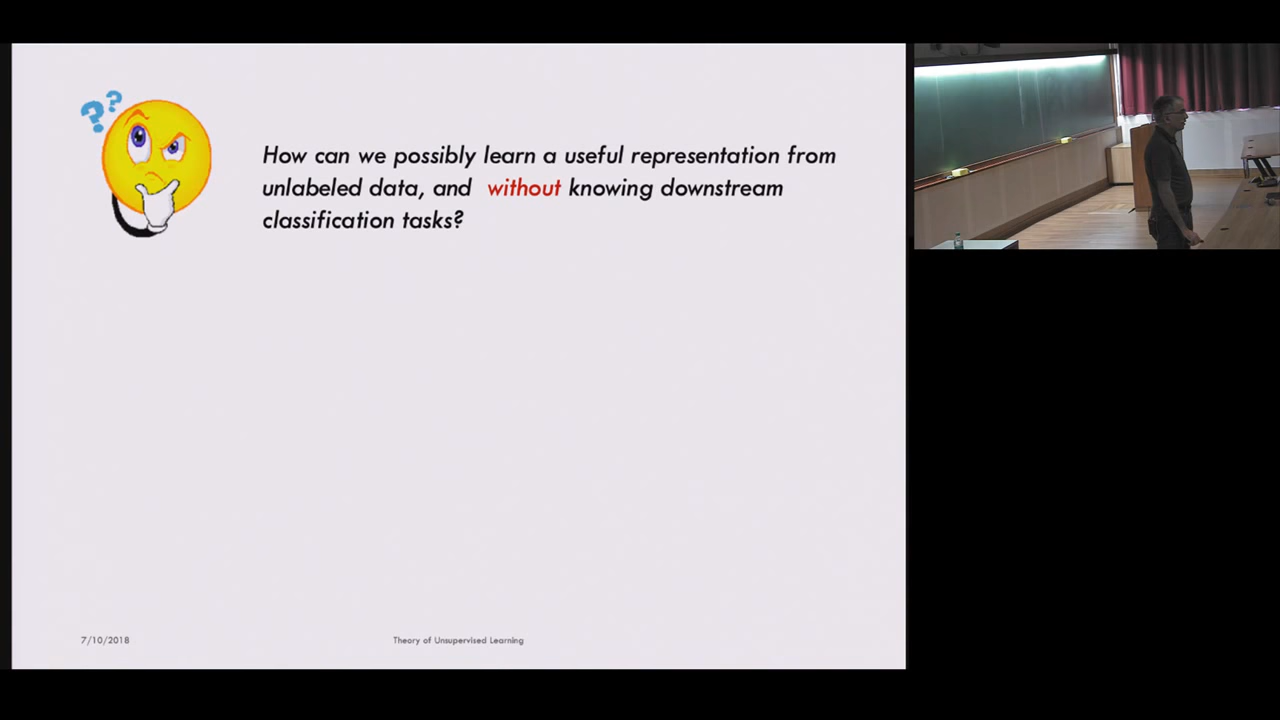 ??
How can we possibly learn a useful representation from
unlabeled data, and without knowing downstream
classification tasks?
7/10/2018
Theory of Unsupervised Learning